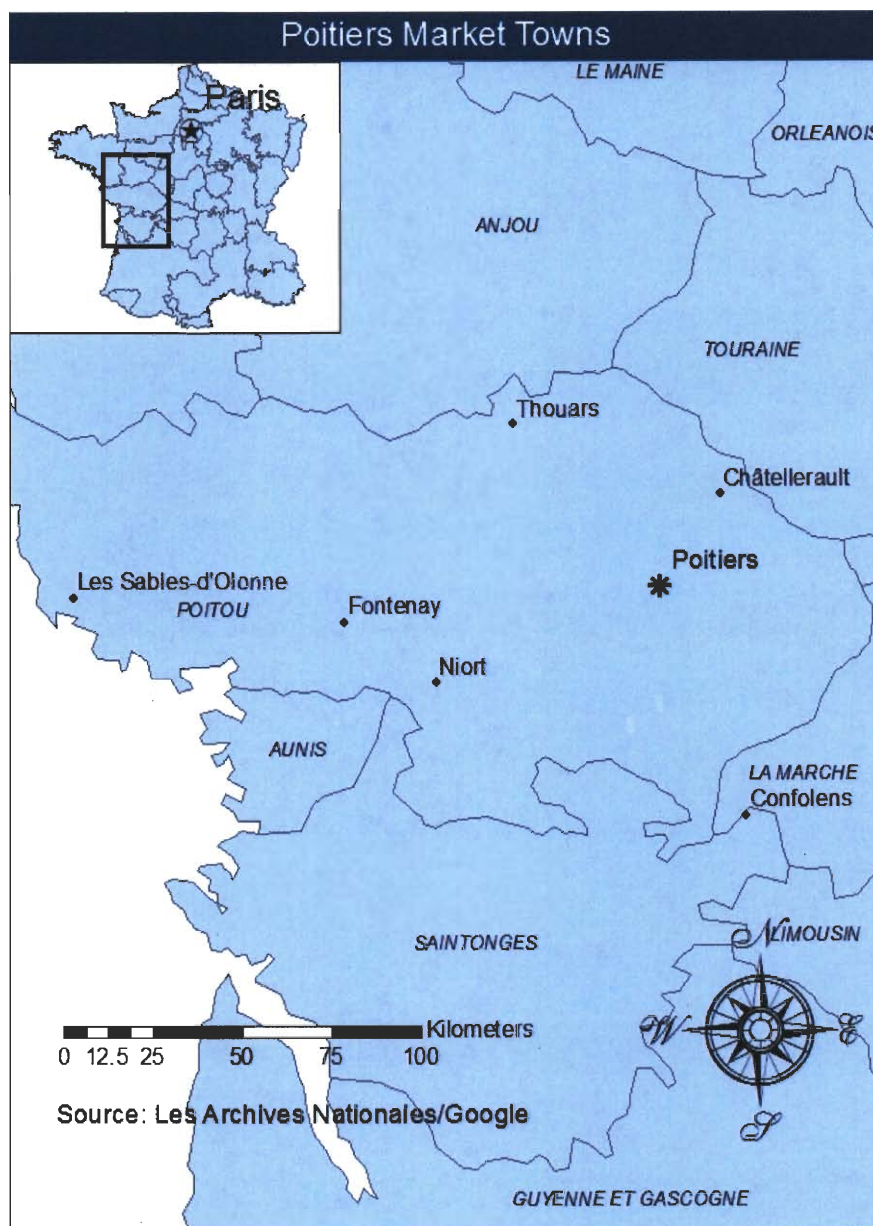 Poitiers Market Towns
Paris
LE MAINE
ORLEANOIS
ANJOU
TOURAINE
Thouars
Châtellerault
Poitiers
Les Sables-d'Olonne
POITOU
Fontenay
Niort
AUNIS
LA MARCHE
Confolens
SAINTONGES
N
LIMOUSIN
W
E
S
Kilometers
0 12.5 25 50 75 100
Source: Les Archives Nationales/Google
GUYENNE ET GASCOGNE